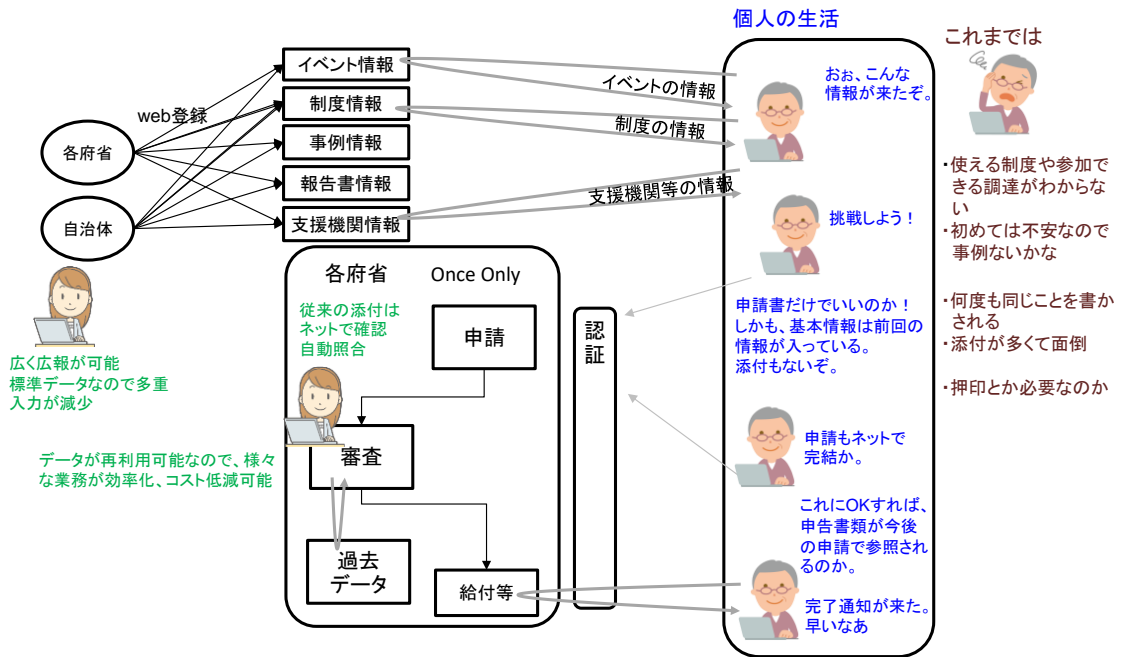 個人の生活
これまでは
イベント情報
制度情報
事例情報
報告書情報
支援機関情報
web登録
各府省
自治体
イベントの情報
制度の情報
支援機関等の情報
おぉ、こんな
情報が来たぞ。
挑戦しよう！
・使える制度や参加で
きる調達がわからな
い
・初めては不安なので
事例ないかな
・何度も同じことを書か
される
・添付が多くて面倒
・押印とか必要なのか
広く広報が可能
標準データなので多重
入力が減少
各府省
Once Only
従来の添付は
ネットで確認
自動照合
申請
認証
申請書だけでいいのか！
しかも、基本情報は前回の
情報が入っている。
添付もないぞ。
データが再利用可能なので、様々
な業務が効率化、コスト低減可能
審査
過去
データ
給付等
申請もネットで
完結か。
これにOKすれば、
申告書類が今後
の申請で参照され
るのか。
完了通知が来た。
早いなあ